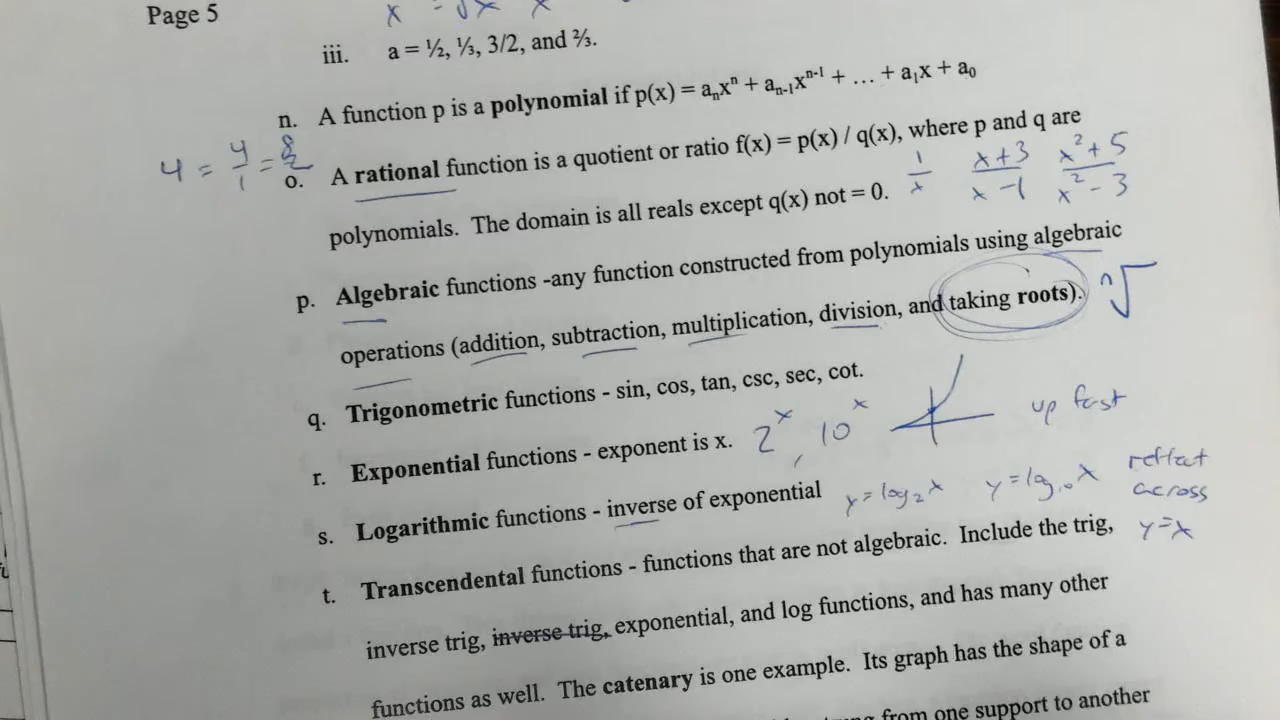 Page 5
iii. a = ½, ⅓, 3/2, and ⅔.
n. A function p is a polynomial if p(x) = aₙxⁿ + aₙ₋₁xⁿ⁻¹ + … + a₁x + a₀
4 = 4/1 = 8/2
o. A rational function is a quotient or ratio f(x) = p(x) / q(x), where p and q are
1/x x+3/x-1 x²+5/x²-3
polynomials. The domain is all reals except q(x) not = 0.
p. Algebraic functions -any function constructed from polynomials using algebraic
operations (addition, subtraction, multiplication, division, and taking roots). ⁿ√
q. Trigonometric functions - sin, cos, tan, csc, sec, cot.
r. Exponential functions - exponent is x. 2ˣ, 10ˣ up fast
s. Logarithmic functions - inverse of exponential y=log₂x y=log₁₀x reflect
across
y=x
t. Transcendental functions - functions that are not algebraic. Include the trig,
inverse trig, inverse trig, exponential, and log functions, and has many other
functions as well. The catenary is one example. Its graph has the shape of a
from one support to another